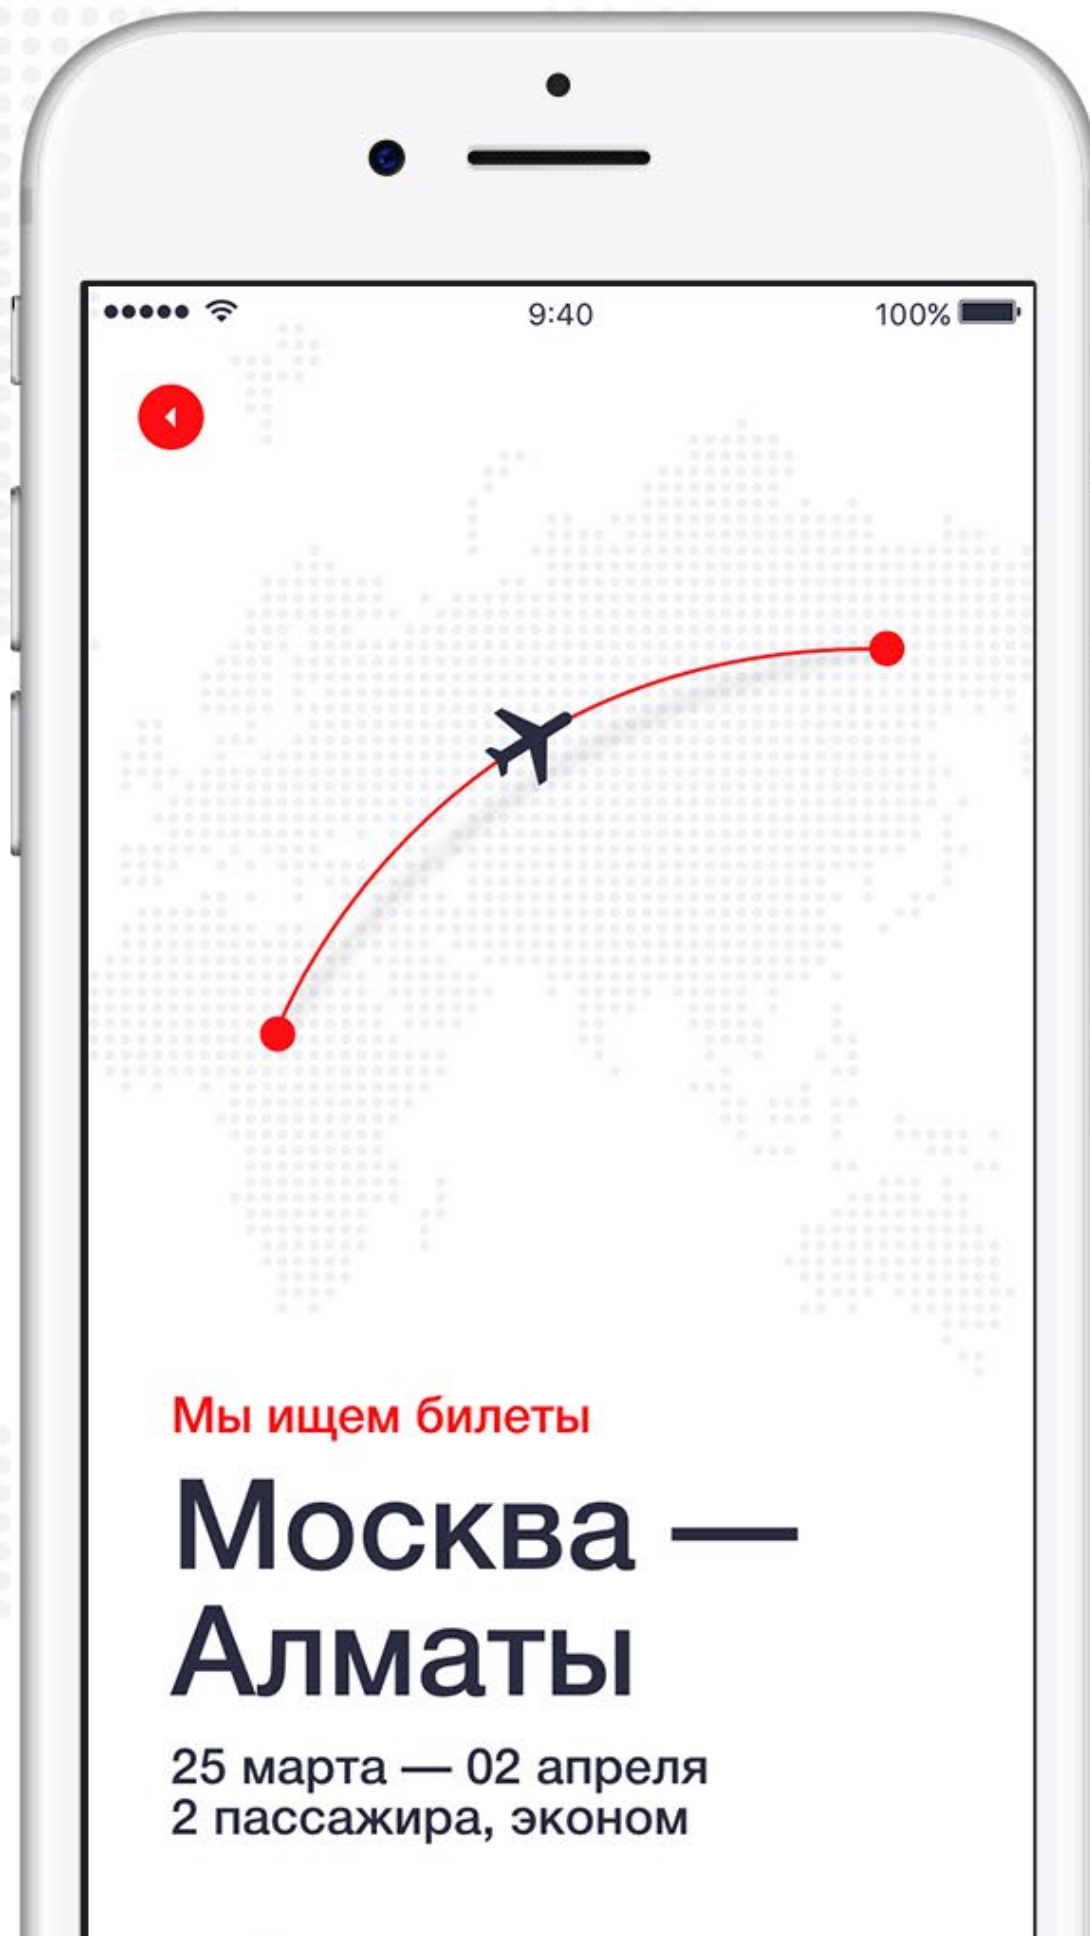 9:40
100%
Мы ищем билеты
Москва —
Алматы
25 марта — 02 апреля
2 пассажира, эконом